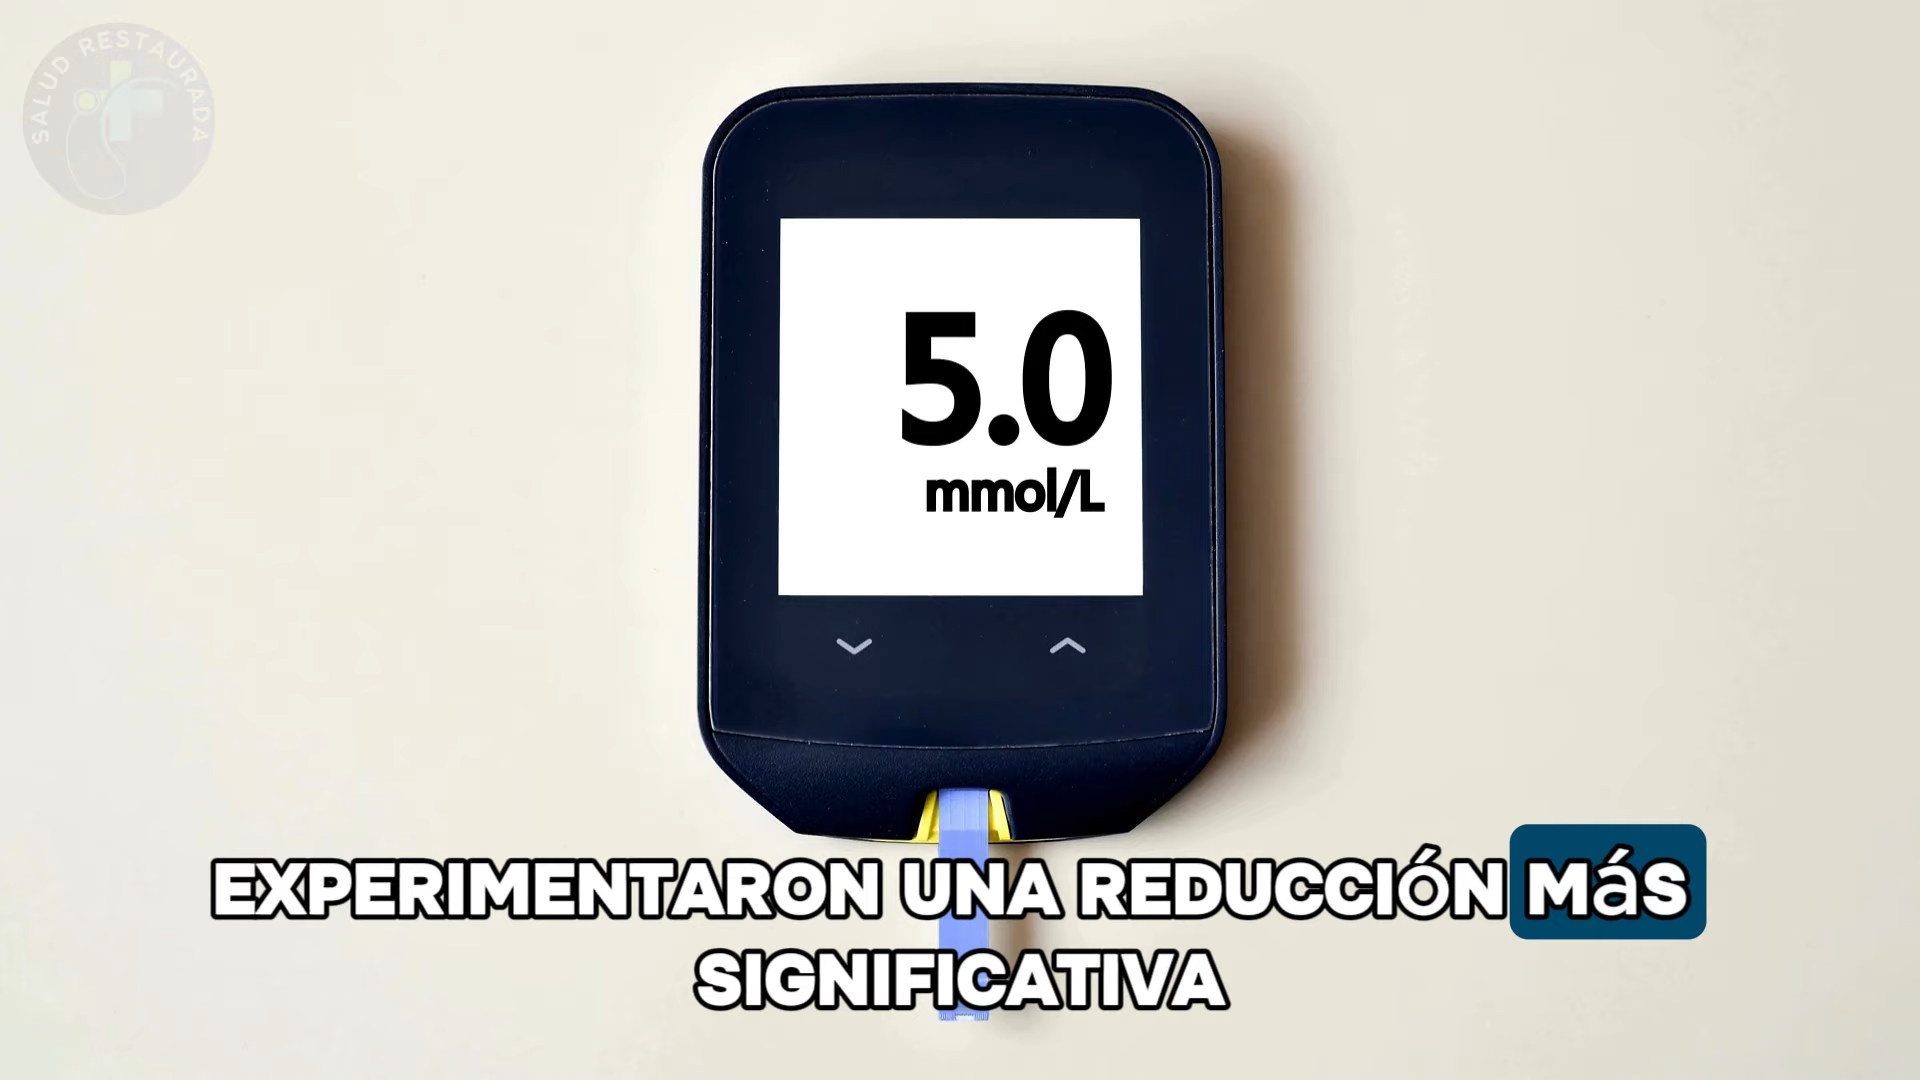 SALUD RESTAURADA
5.0
mmol/L
EXPERIMENTARON UNA REDUCCIÓN MáS
SIGNIFICATIVA